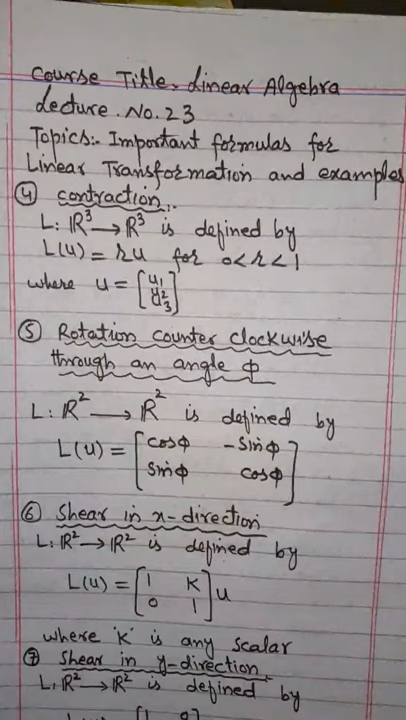 Course Title. Linear Algebra
Lecture. No. 23
Topics:- Important formulas for
Linear Transformation and examples
④ contraction:.
L: ℝ³ → ℝ³ is defined by
L(u) = ru for 0<r<1
where u = [u₁ u₂ u₃]
⑤ Rotation counter clockwise
through an angle ϕ
L: ℝ² → ℝ² is defined by
L(u) = [cosϕ -sinϕ
sinϕ cosϕ]
⑥ Shear in x-direction
L: ℝ² → ℝ² is defined by
L(u) = [1 K
0 1] u
where 'K' is any scalar
⑦ Shear in y-direction.
L: ℝ² → ℝ² is defined by